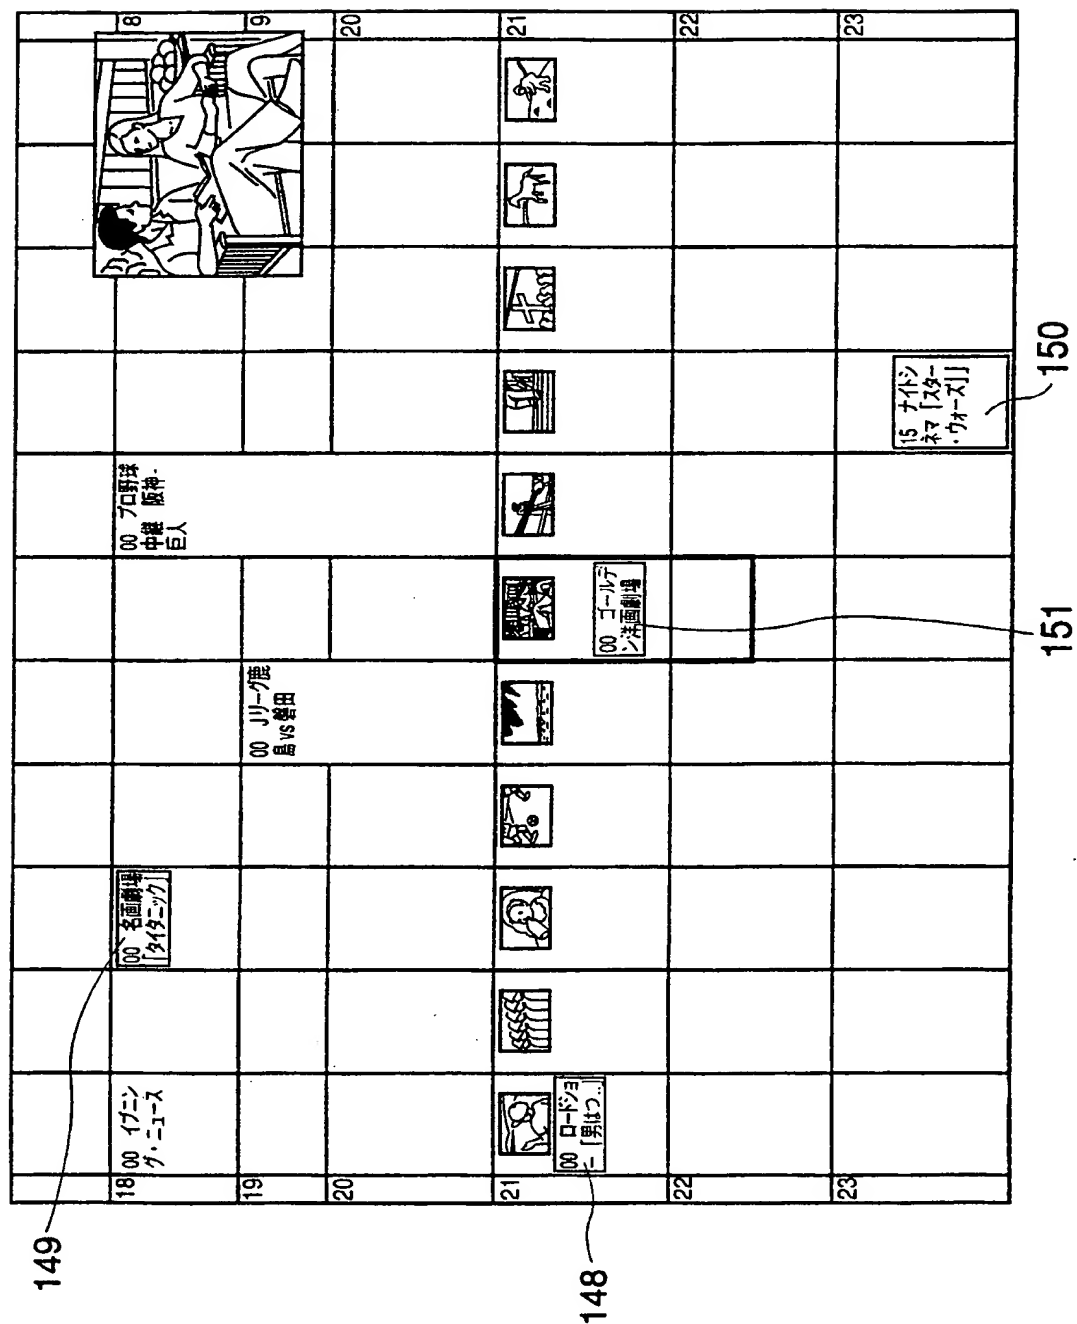 149
18
00 イブニン
グ・ニュース
00 名画劇場
「タイタニック」
00 プロ野球
中継 阪神-
巨人
8
19
00 Jリーグ鹿
島 vs 磐田
9
20
20
21
21
148
00 ロードショ
ー「男はつ..」
00 ゴールデ
ン洋画劇場
22
22
23
23
15 ナイトシ
ネマ「スター
・ウォーズ」
151
150